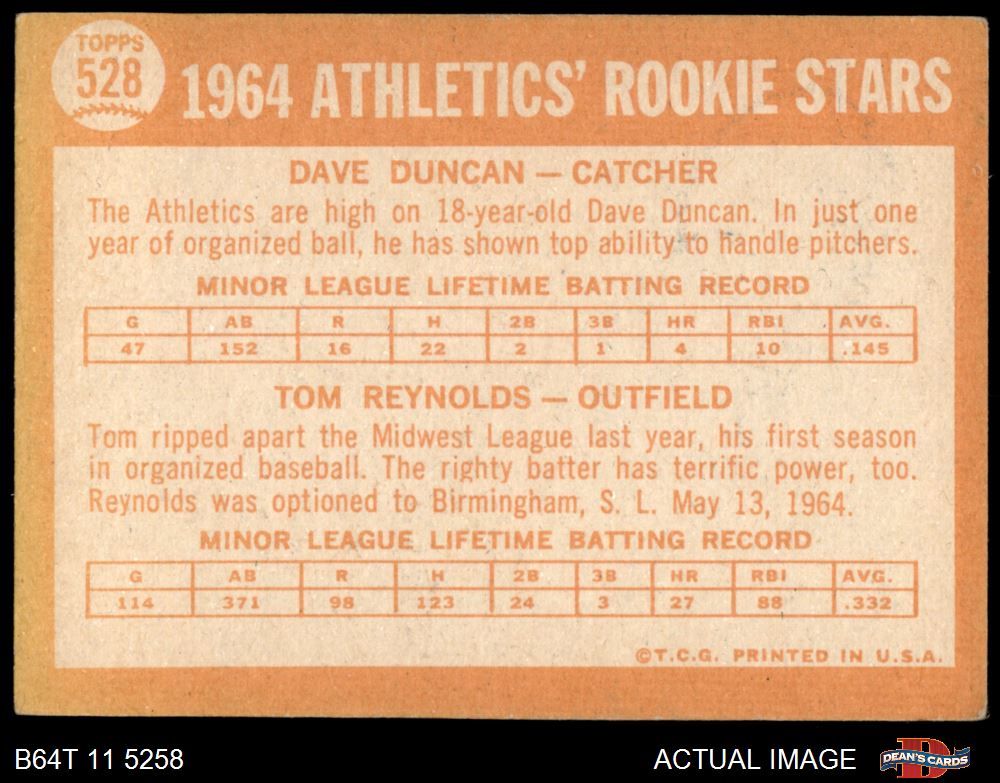 TOPPS
528
1964 ATHLETICS' ROOKIE STARS
DAVE DUNCAN — CATCHER
The Athletics are high on 18-year-old Dave Duncan. In just one
year of organized ball, he has shown top ability to handle pitchers.
MINOR LEAGUE LIFETIME BATTING RECORD
G AB R H 2B 3B HR RBI AVG.
47 152 16 22 2 1 4 10 .145
TOM REYNOLDS — OUTFIELD
Tom ripped apart the Midwest League last year, his first season
in organized baseball. The righty batter has terrific power, too.
Reynolds was optioned to Birmingham, S. L. May 13, 1964.
MINOR LEAGUE LIFETIME BATTING RECORD
G AB R H 2B 3B HR RBI AVG.
114 371 98 123 24 3 27 88 .332
©T.C.G. PRINTED IN U.S.A.
B64T 11 5258
ACTUAL IMAGE
DEAN'S CARDS